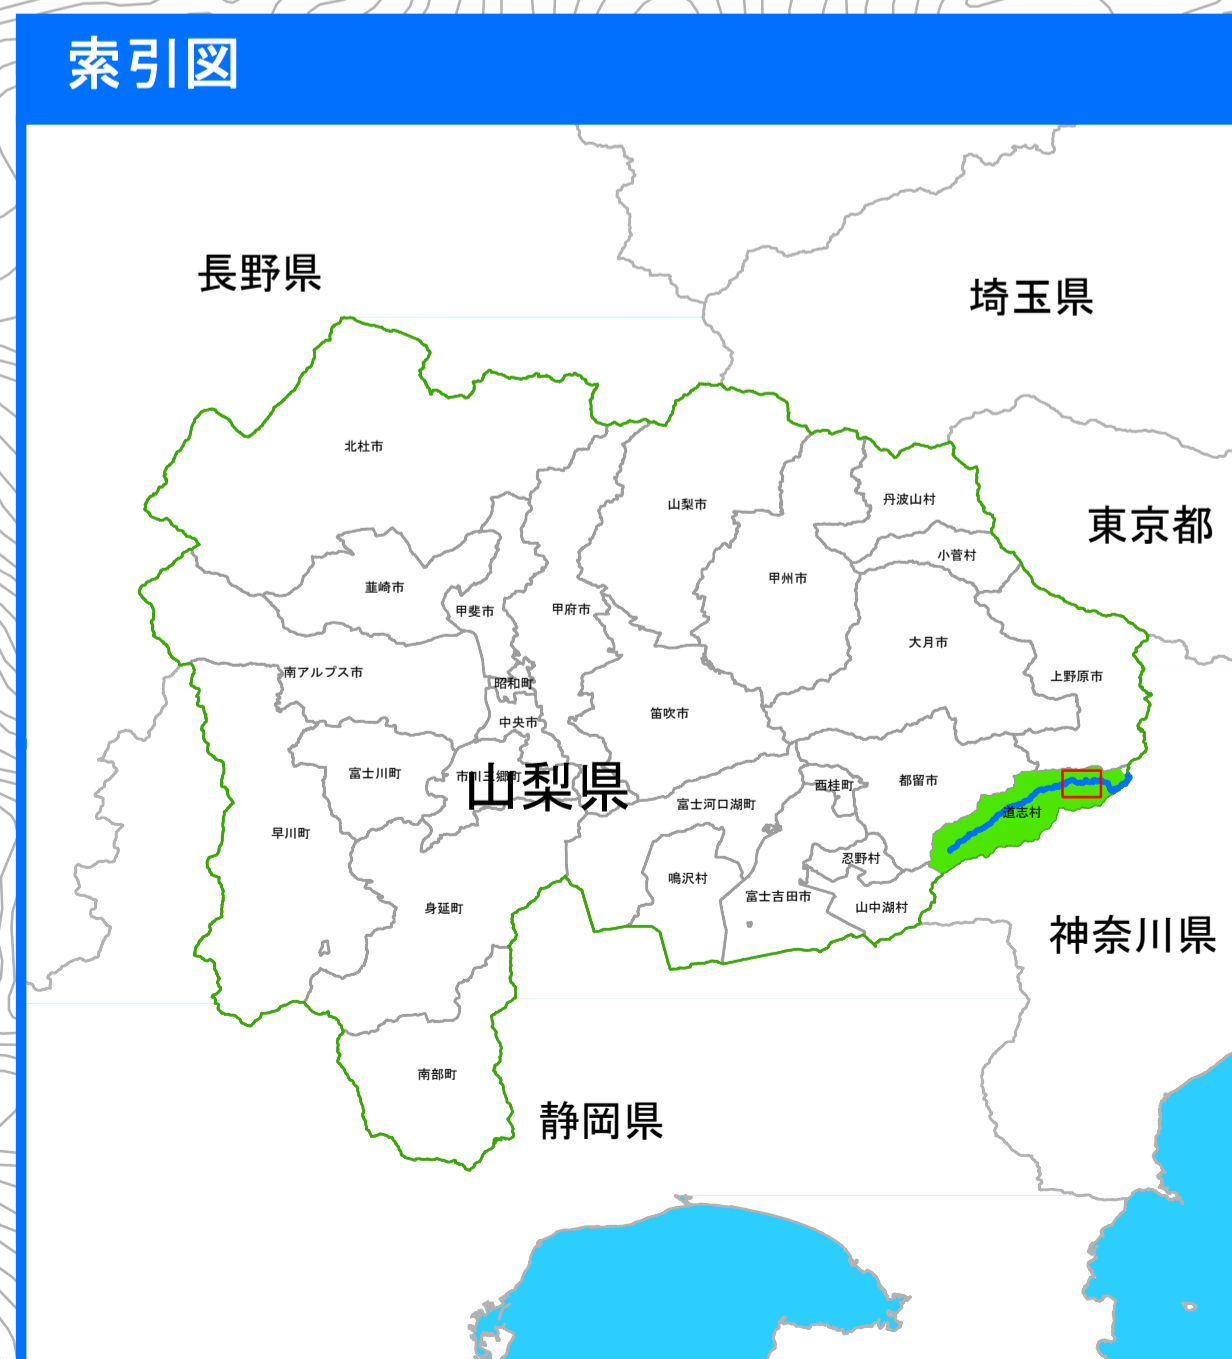 索引図
長野県
埼玉県
北杜市
山梨市
丹波山村
東京都
小菅村
甲州市
韮崎市
甲斐市
甲府市
大月市
南アルプス市
上野原市
昭和町
笛吹市
中央市
富士川町
市川三郷町
山梨県
西桂町
都留市
富士河口湖町
道志村
早川町
忍野村
鳴沢村
富士吉田市
山中湖村
身延町
神奈川県
南部町
静岡県